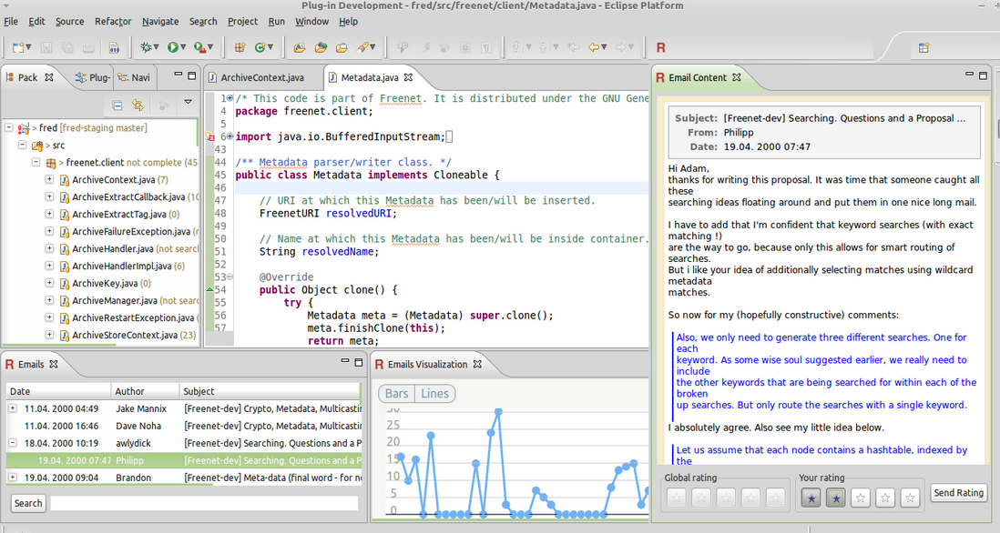 Plug-in Development - fred/src/freenet/client/Metadata.java - Eclipse Platform
File Edit Source Refactor Navigate Search Project Run Window Help
010
R
Pack Plug- Navi
ArchiveContext.java Metadata.java
R Email Content
> fred [fred-staging master]
> src
> freenet.client not complete (45
ArchiveContext.java (7)
ArchiveExtractCallback.java (10
ArchiveExtractTag.java (0)
ArchiveFailureException.java (n
ArchiveHandler.java (not searc
ArchiveHandlerImpl.java (6)
ArchiveKey.java (0)
ArchiveManager.java (not searc
ArchiveRestartException.java (
ArchiveStoreContext.java (23)
1 /* This code is part of Freenet. It is distributed under the GNU Gene
4 package freenet.client;
5
6 import java.io.BufferedInputStream;
43
44 /** Metadata parser/writer class. */
45 public class Metadata implements Cloneable {
46
47 // URI at which this Metadata has been/will be inserted.
48 FreenetURI resolvedURI;
49
50 // Name at which this Metadata has been/will be inside container.
51 String resolvedName;
52
53 @Override
54 public Object clone() {
55 try {
56 Metadata meta = (Metadata) super.clone();
57 meta.finishClone(this);
return meta;
Subject: [Freenet-dev] Searching. Questions and a Proposal ...
From: Philipp
Date: 19.04. 2000 07:47
Hi Adam,
thanks for writing this proposal. It was time that someone caught all
these
searching ideas floating around and put them in one nice long mail.
I have to add that I'm confident that keyword searches (with exact
matching !)
are the way to go, because only this allows for smart routing of
searches.
But i like your idea of additionally selecting matches using wildcard
metadata
matches.
So now for my (hopefully constructive) comments:
Also, we only need to generate three different searches. One for
each
keyword. As some wise soul suggested earlier, we really need to
include
the other keywords that are being searched for within each of the
broken
up searches. But only route the searches with a single keyword.
I absolutely agree. Also see my little idea below.
Let us assume that each node contains a hashtable, indexed by
the
Global rating
Your rating
Send Rating
R Emails
Date Author Subject
11.04. 2000 04:49 Jake Mannix [Freenet-dev] Crypto, Metadata, Multicastin
11.04. 2000 16:46 Dave Noha [Freenet-dev] Crypto, Metadata, Multicastin
18.04. 2000 10:19 awlydick [Freenet-dev] Searching. Questions and a P
19.04. 2000 07:47 Philipp [Freenet-dev] Searching. Questions and a P
19.04. 2000 09:04 Brandon [Freenet-dev] Meta-data (final word - for no
Search
R Emails Visualization
Bars Lines
30
25
20
15
10
5
0